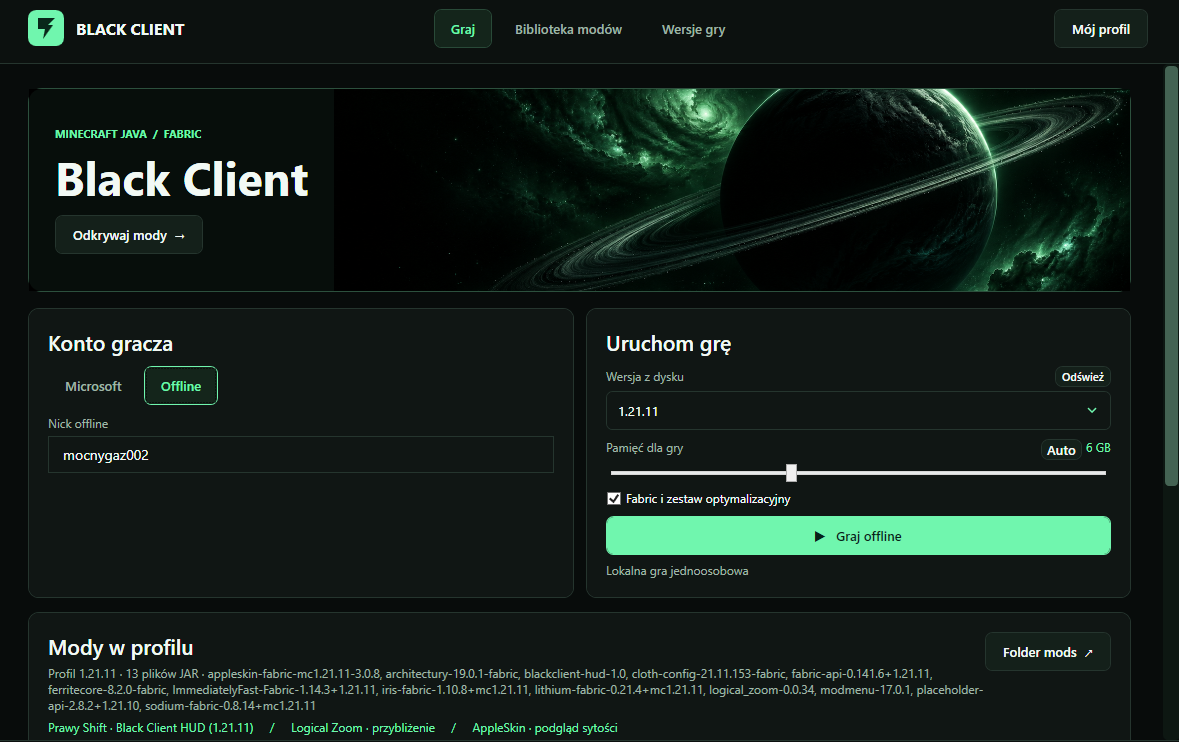 BLACK CLIENT
Graj
Biblioteka modów
Wersje gry
Mój profil
MINECRAFT JAVA / FABRIC
Black Client
Odkrywaj mody →
Konto gracza
Microsoft
Offline
Nick offline
mocnygaz002
Uruchom grę
Wersja z dysku
Odśwież
1.21.11
Pamięć dla gry
Auto
6 GB
Fabric i zestaw optymalizacyjny
▶ Graj offline
Lokalna gra jednoosobowa
Mody w profilu
Folder mods ↗
Profil 1.21.11 · 13 plików JAR · appleskin-fabric-mc1.21.11-3.0.8, architectury-19.0.1-fabric, blackclient-hud-1.0, cloth-config-21.11.153-fabric, fabric-api-0.141.6+1.21.11,
ferritecore-8.2.0-fabric, ImmediatelyFast-Fabric-1.14.3+1.21.11, iris-fabric-1.10.8+mc1.21.11, lithium-fabric-0.21.4+mc1.21.11, logical_zoom-0.0.34, modmenu-17.0.1, placeholder-
api-2.8.2+1.21.10, sodium-fabric-0.8.14+mc1.21.11
Prawy Shift · Black Client HUD (1.21.11) / Logical Zoom · przybliżenie / AppleSkin · podgląd sytości